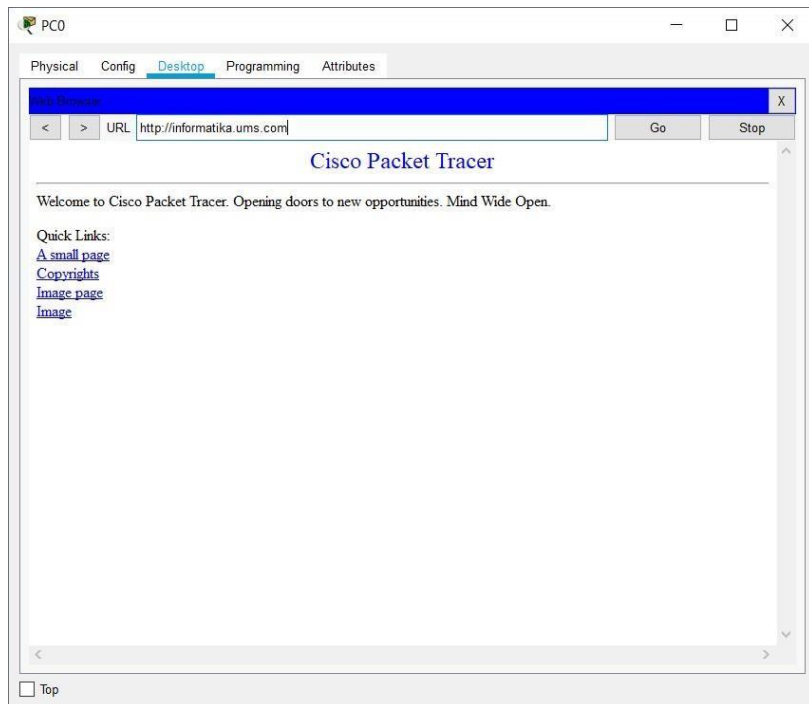 PC0
Physical Config Desktop Programming Attributes
Web Browser
X
< > URL http://informatika.ums.com Go Stop
Cisco Packet Tracer
Welcome to Cisco Packet Tracer. Opening doors to new opportunities. Mind Wide Open.
Quick Links:
A small page
Copyrights
Image page
Image
Top